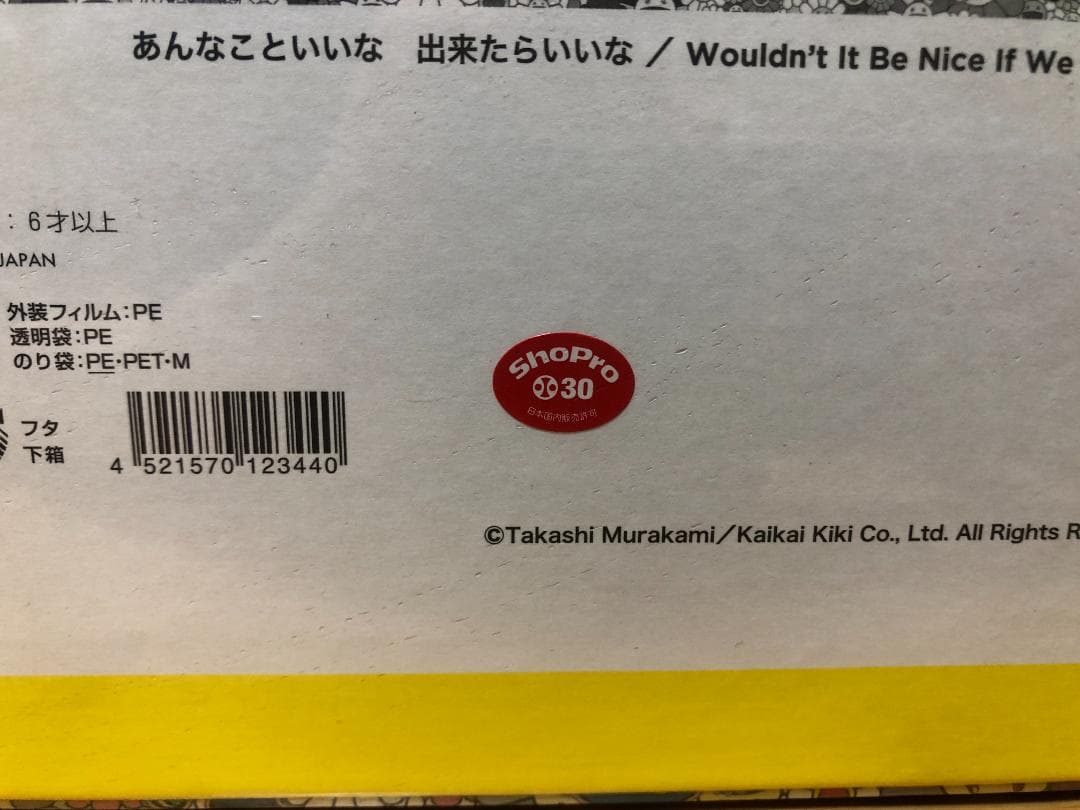 あんなこといいな 出来たらいいな / Wouldn't It Be Nice If We
: 6才以上
JAPAN
外装フィルム:PE
透明袋:PE
のり袋:PE・PET・M
フタ
下箱
4 521570 123440
ShoPro
30
日本国内販売許可
©Takashi Murakami/Kaikai Kiki Co., Ltd. All Rights R